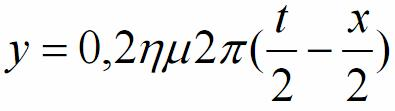 y = 0,2ημ2π(t/2 − x/2)